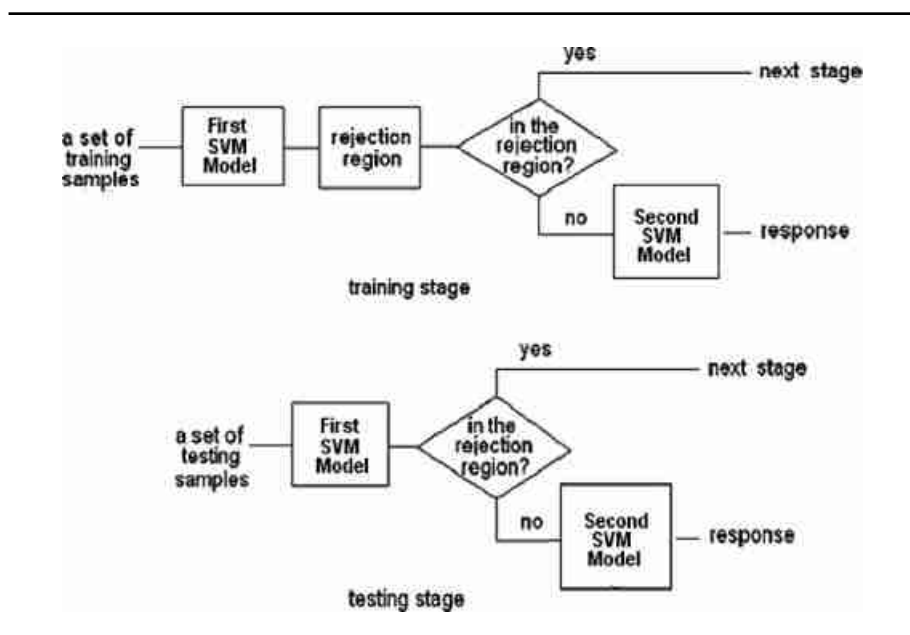 yes
next stage
a set of
training
samples
First
SVM
Model
rejection
region
in the
rejection
region?
no
Second
SVM
Model
response
training stage
yes
next stage
a set of
testing
samples
First
SVM
Model
in the
rejection
region?
no
Second
SVM
Model
response
testing stage